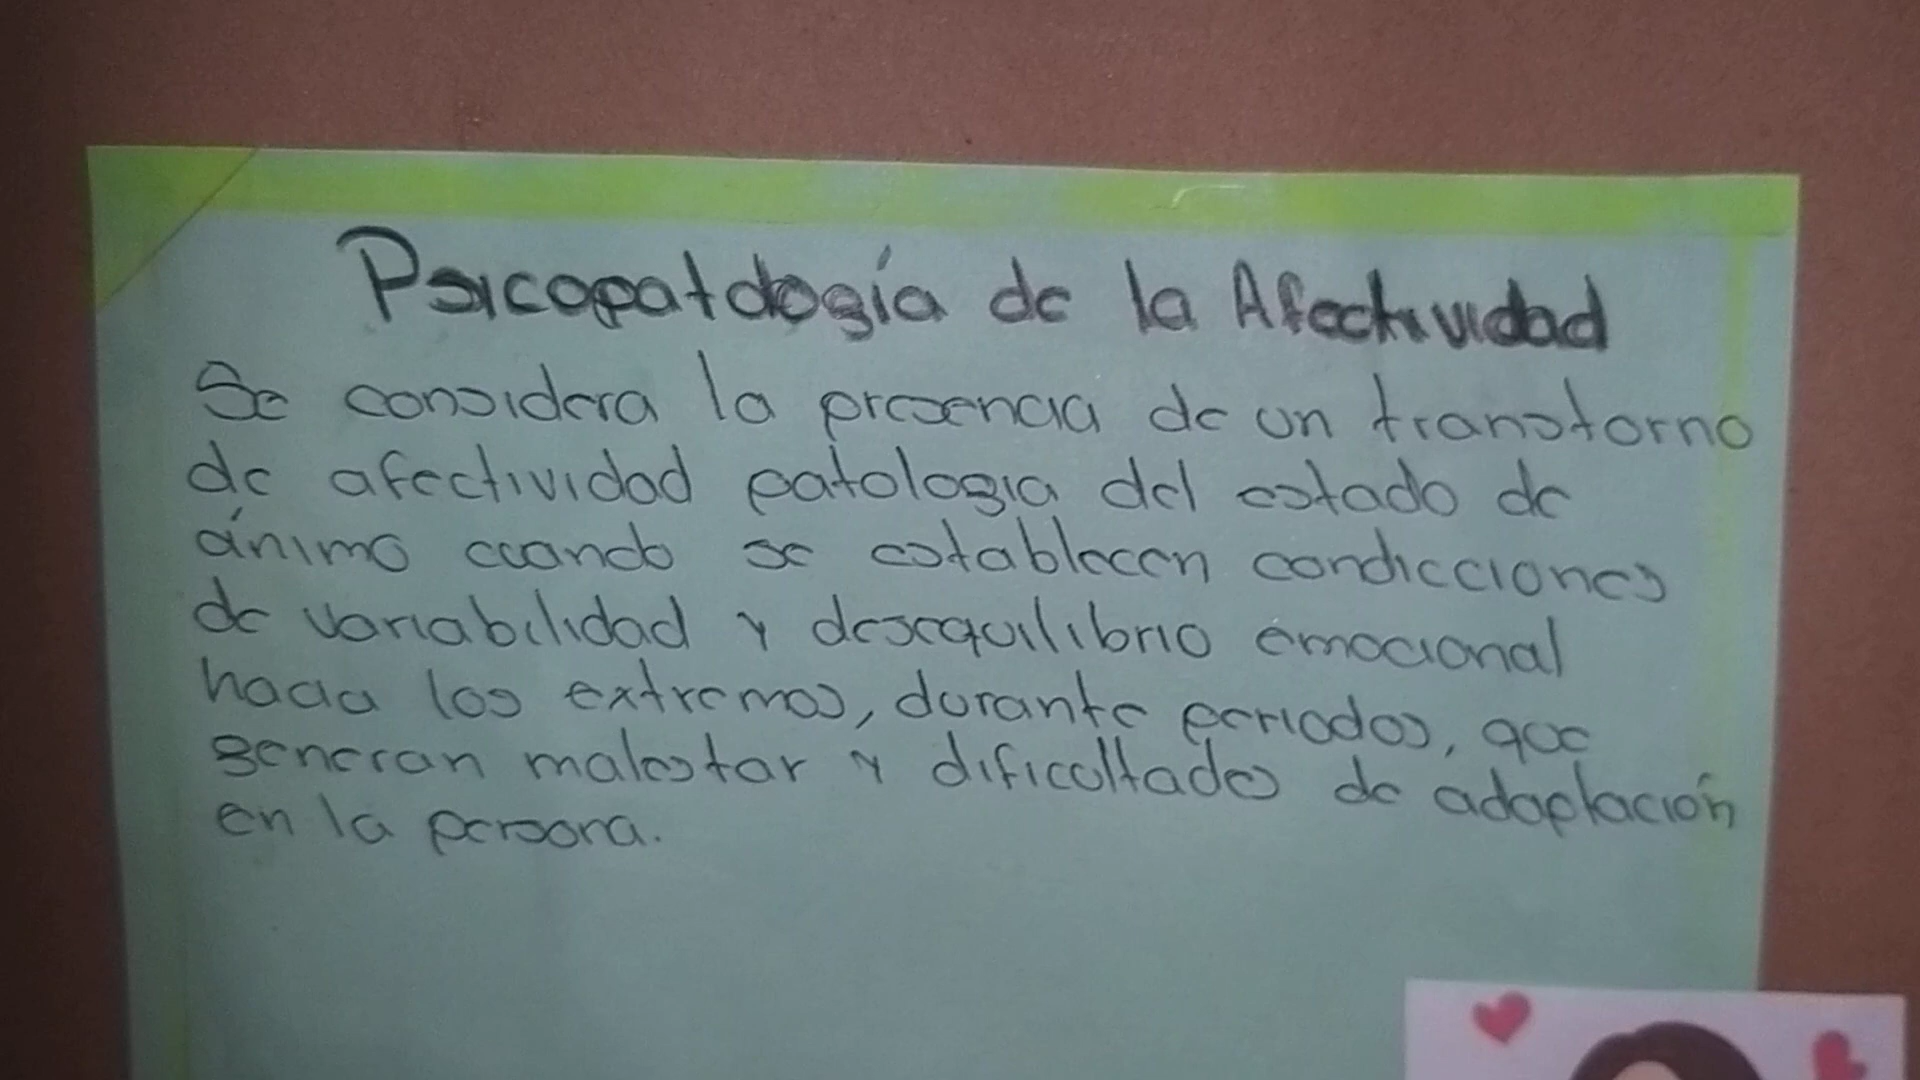 Psicopatología de la Afectividad
Se considera la presencia de un transtorno
de afectividad patologia del estado de
ánimo cuando se establecen condicciones
de variabilidad y desequilibrio emocional
hacia los extremos, durante periodos, que
generan malestar y dificultades de adaptación
en la persona.